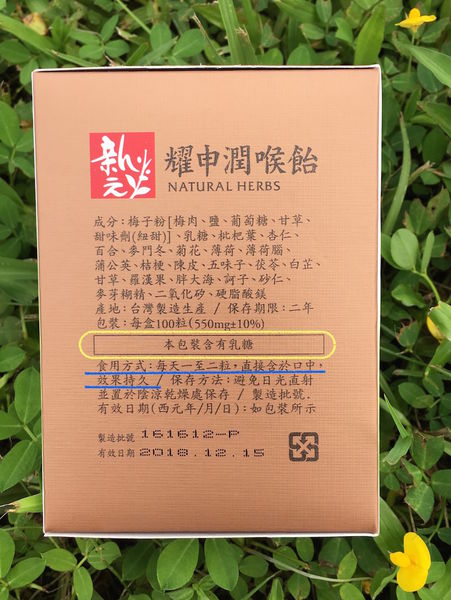 新一元
耀申潤喉飴
NATURAL HERBS
成分：梅子粉[梅肉、鹽、葡萄糖、甘草、
甜味劑(紐甜)]、乳糖、枇杷葉、杏仁、
百合、麥門冬、菊花、薄荷、薄荷腦、
蒲公英、桔梗、陳皮、五味子、茯苓、白芷、
甘草、羅漢果、胖大海、訶子、砂仁、
麥芽糊精、二氧化矽、硬脂酸鎂
產地：台灣製造生產 / 保存期限：二年
包裝：每盒100粒(550mg±10%)
本包裝含有乳糖
食用方式：每天一至二粒，直接含於口中，
效果持久 / 保存方法：避免日光直射
並置於陰涼乾燥處保存 / 製造批號.
有效日期(西元年/月/日)：如包裝所示
製造批號 161612-P
有效日期 2018.12.15